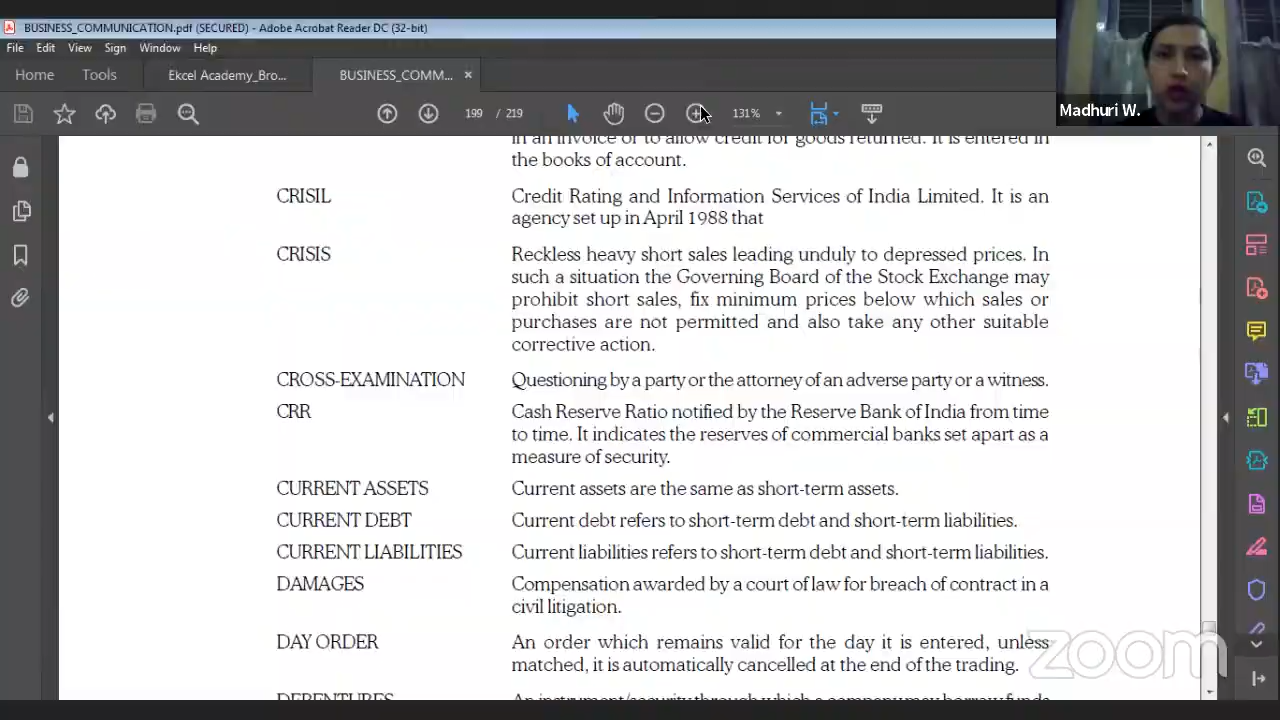 BUSINESS_COMMUNICATION.pdf (SECURED) - Adobe Acrobat Reader DC (32-bit)
File Edit View Sign Window Help
Home Tools Ekcel Academy_Bro... BUSINESS_COMM... ×
199 / 219 131%
Madhuri W.
in an invoice or to allow credit for goods returned. It is entered in
the books of account.
CRISIL Credit Rating and Information Services of India Limited. It is an
agency set up in April 1988 that
CRISIS Reckless heavy short sales leading unduly to depressed prices. In
such a situation the Governing Board of the Stock Exchange may
prohibit short sales, fix minimum prices below which sales or
purchases are not permitted and also take any other suitable
corrective action.
CROSS-EXAMINATION Questioning by a party or the attorney of an adverse party or a witness.
CRR Cash Reserve Ratio notified by the Reserve Bank of India from time
to time. It indicates the reserves of commercial banks set apart as a
measure of security.
CURRENT ASSETS Current assets are the same as short-term assets.
CURRENT DEBT Current debt refers to short-term debt and short-term liabilities.
CURRENT LIABILITIES Current liabilities refers to short-term debt and short-term liabilities.
DAMAGES Compensation awarded by a court of law for breach of contract in a
civil litigation.
DAY ORDER An order which remains valid for the day it is entered, unless
matched, it is automatically cancelled at the end of the trading.
DEBENTURES An instrument/security through which a company may borrow funds
zoom